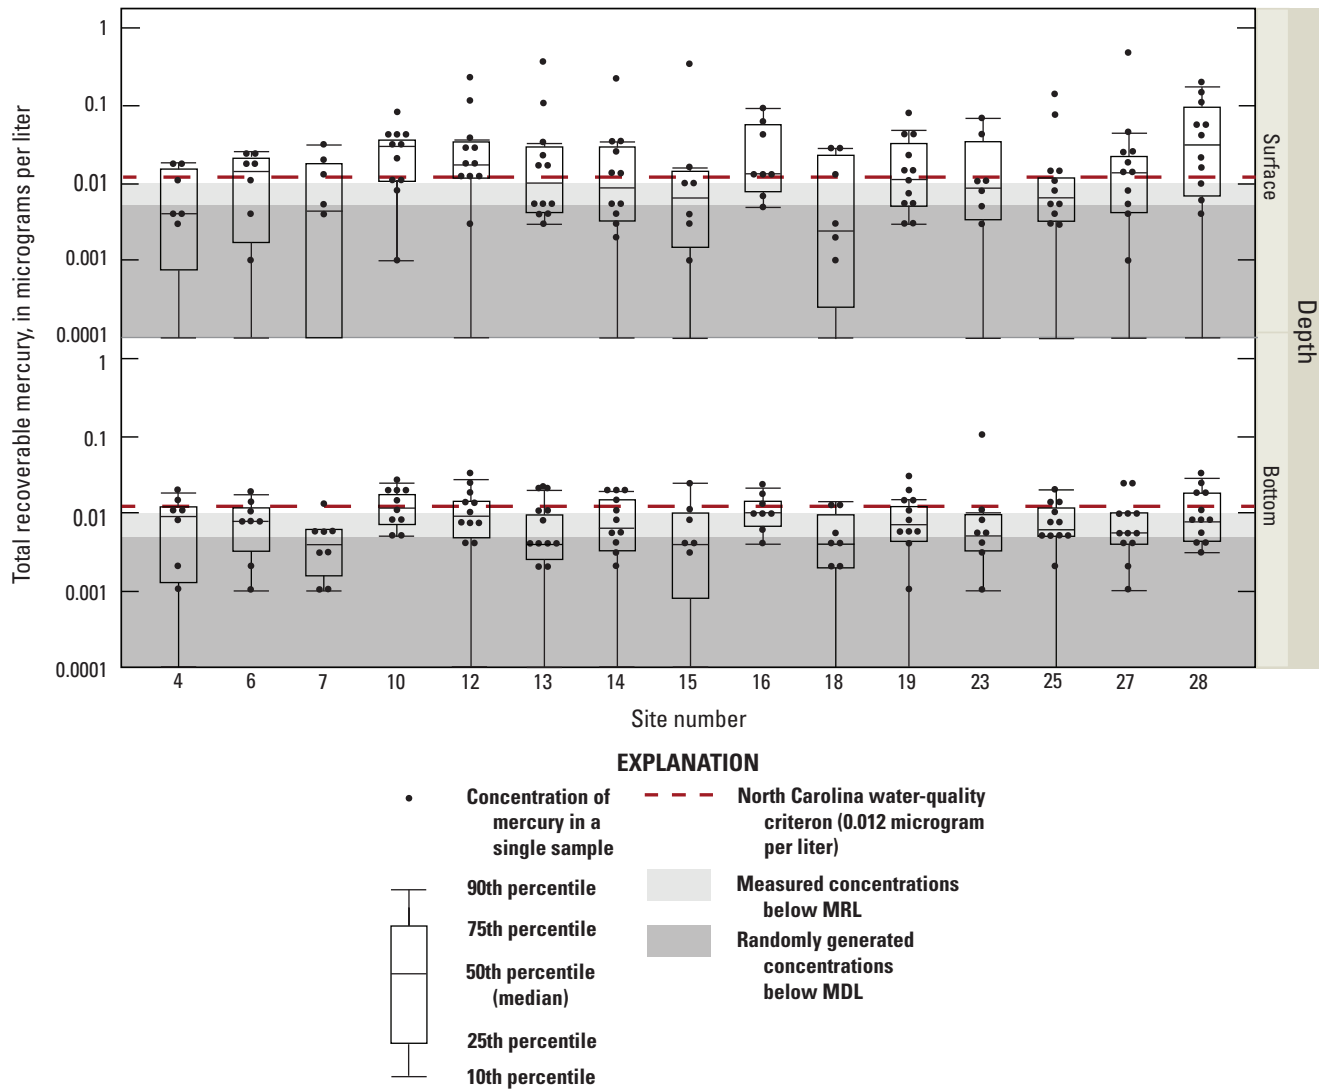 Total recoverable mercury, in micrograms per liter
1
0.1
0.01
0.001
0.0001
1
0.1
0.01
0.001
0.0001
Surface
Bottom
Depth
4 6 7 10 12 13 14 15 16 18 19 23 25 27 28
Site number
EXPLANATION
Concentration of
mercury in a
single sample
90th percentile
75th percentile
50th percentile
(median)
25th percentile
10th percentile
North Carolina water-quality
criteron (0.012 microgram
per liter)
Measured concentrations
below MRL
Randomly generated
concentrations
below MDL